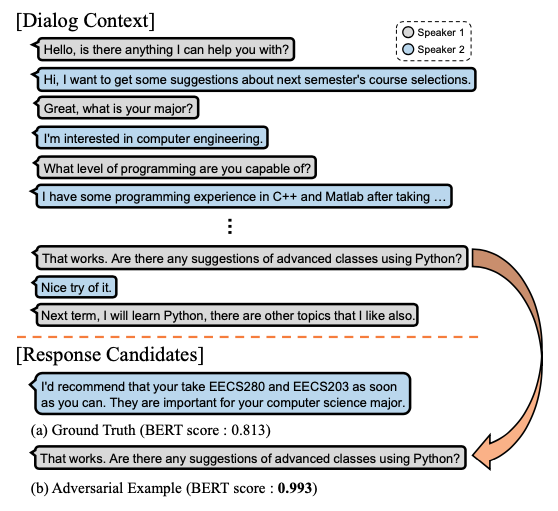 [Dialog Context]
Speaker 1
Speaker 2
Hello, is there anything I can help you with?
Hi, I want to get some suggestions about next semester's course selections.
Great, what is your major?
I'm interested in computer engineering.
What level of programming are you capable of?
I have some programming experience in C++ and Matlab after taking …
⋮
That works. Are there any suggestions of advanced classes using Python?
Nice try of it.
Next term, I will learn Python, there are other topics that I like also.
[Response Candidates]
I'd recommend that your take EECS280 and EECS203 as soon
as you can. They are important for your computer science major.
(a) Ground Truth (BERT score : 0.813)
That works. Are there any suggestions of advanced classes using Python?
(b) Adversarial Example (BERT score : 0.993)